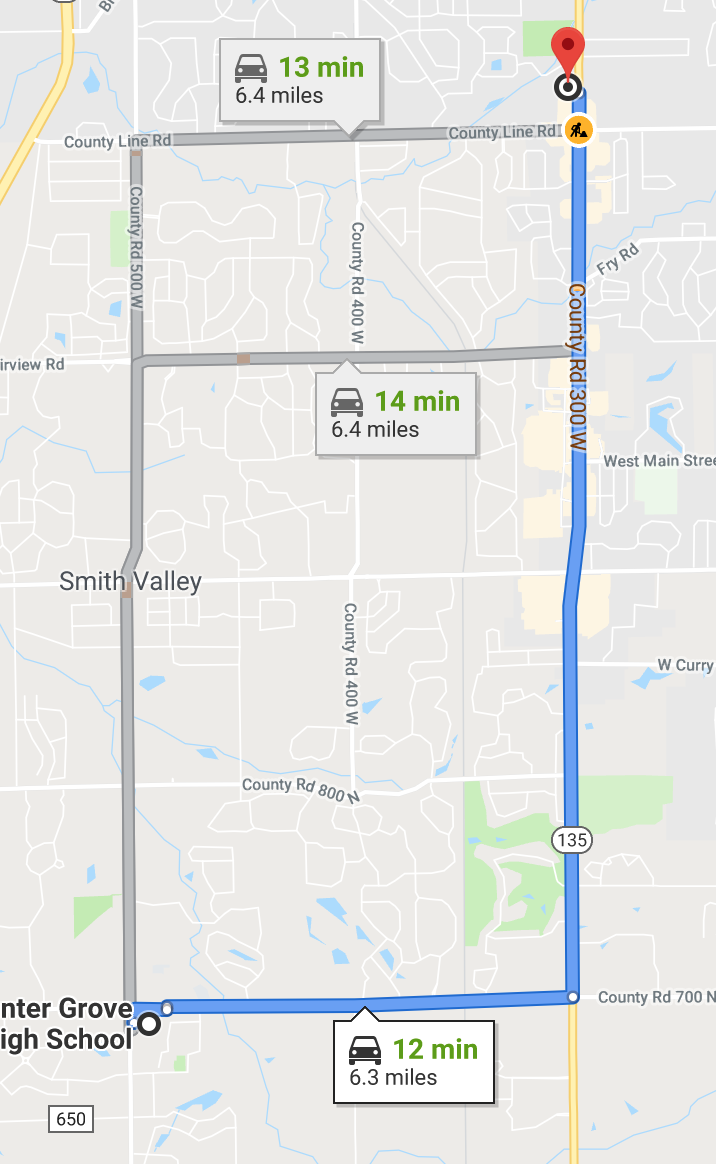 Br
13 min
6.4 miles
County Line Rd
County Line Rd
County Rd 500 W
County Rd 400 W
Fry Rd
County Rd 300 W
irview Rd
14 min
6.4 miles
West Main Stree
Smith Valley
County Rd 400 W
W Curry
County Rd 800 N
135
nter Grove
igh School
County Rd 700 N
12 min
6.3 miles
650